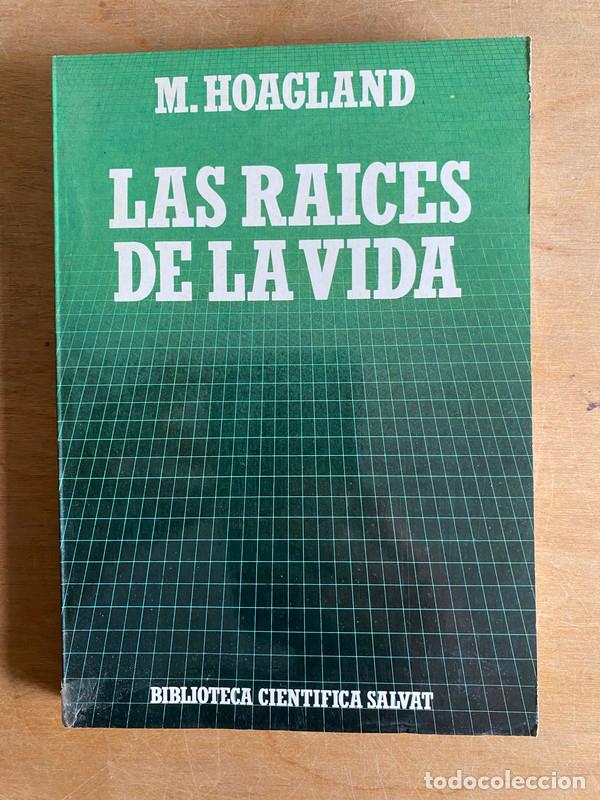 M. HOAGLAND
LAS RAICES
DE LA VIDA
BIBLIOTECA CIENTIFICA SALVAT
todocoleccion